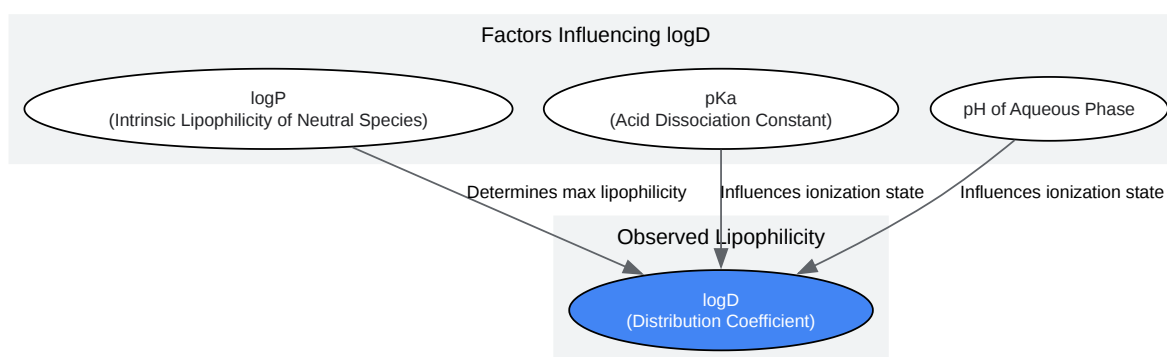 Factors Influencing logD
logP
(Intrinsic Lipophilicity of Neutral Species)
pKa
(Acid Dissociation Constant)
pH of Aqueous Phase
Determines max lipophilicity
Influences ionization state
Influences ionization state
Observed Lipophilicity
logD
(Distribution Coefficient)